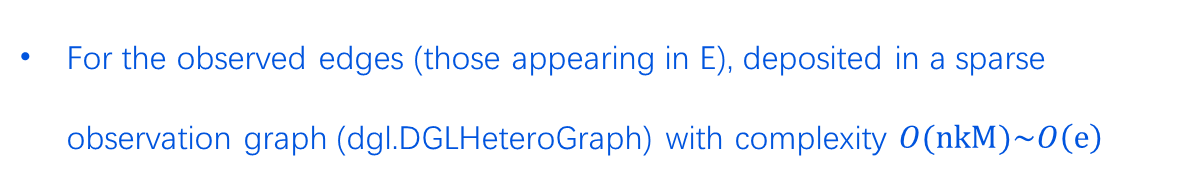 • For the observed edges (those appearing in E), deposited in a sparse
observation graph (dgl.DGLHeteroGraph) with complexity O(nkM)~O(e)